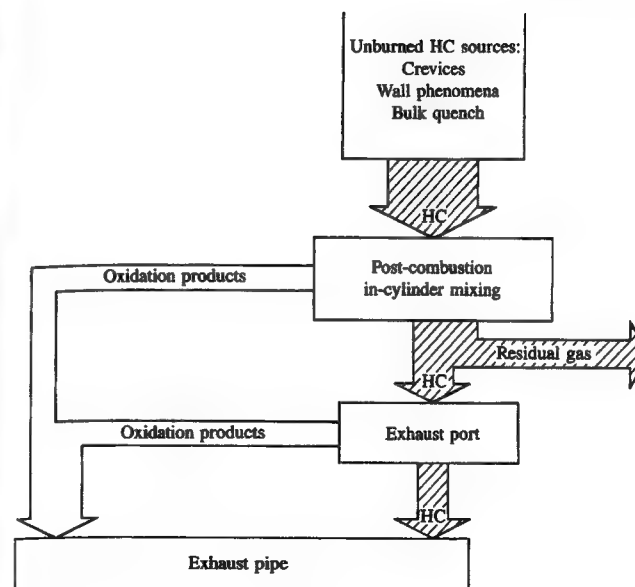 Unburned HC sources:
Crevices
Wall phenomena
Bulk quench
HC
Oxidation products
Post-combustion
in-cylinder mixing
Residual gas
HC
Oxidation products
Exhaust port
HC
Exhaust pipe